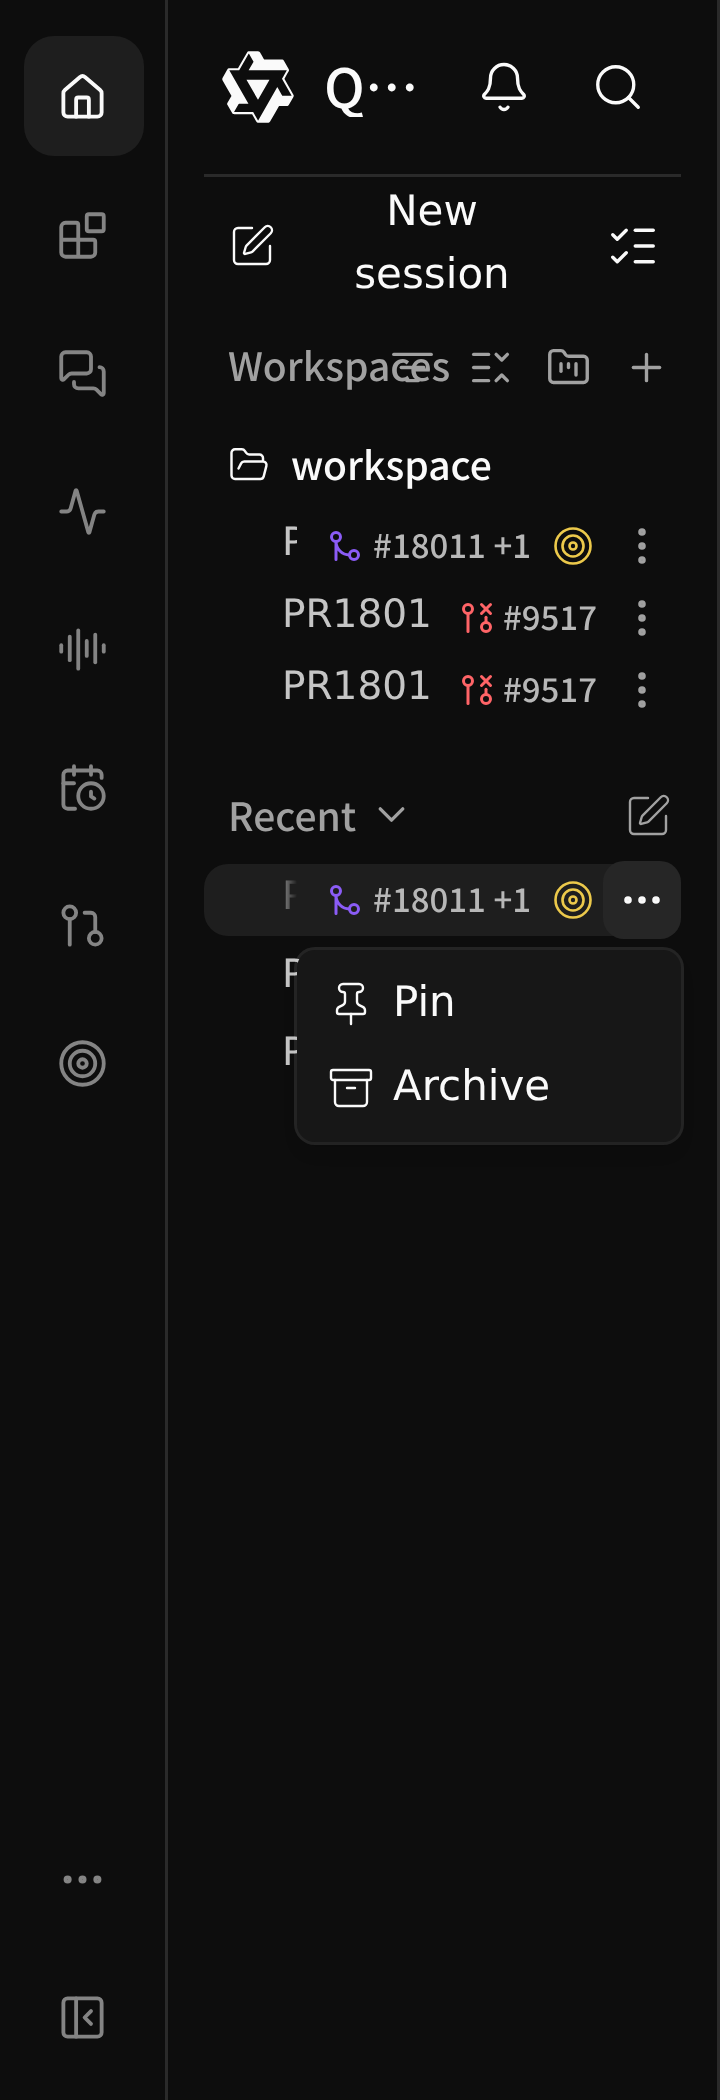 Q···
New
session
Workspaces
workspace
#18011 +1
PR1801 #9517
PR1801 #9517
Recent
#18011 +1
Pin
Archive